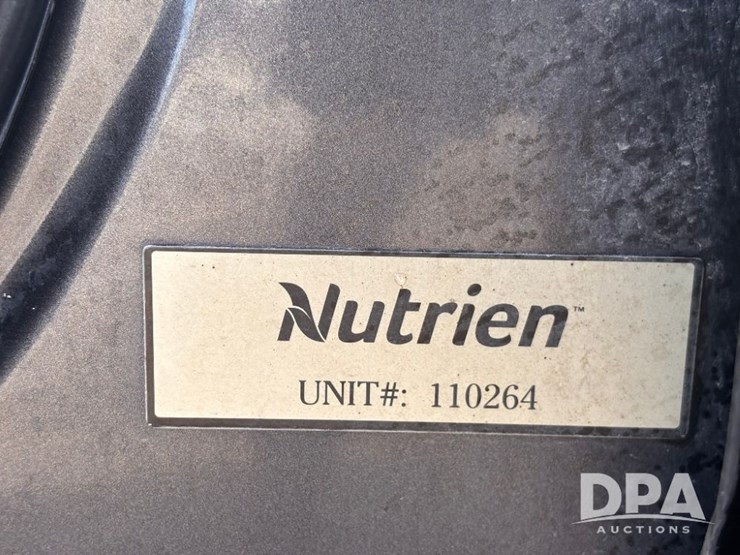 Nutrien™
UNIT#: 110264
DPA
AUCTIONS